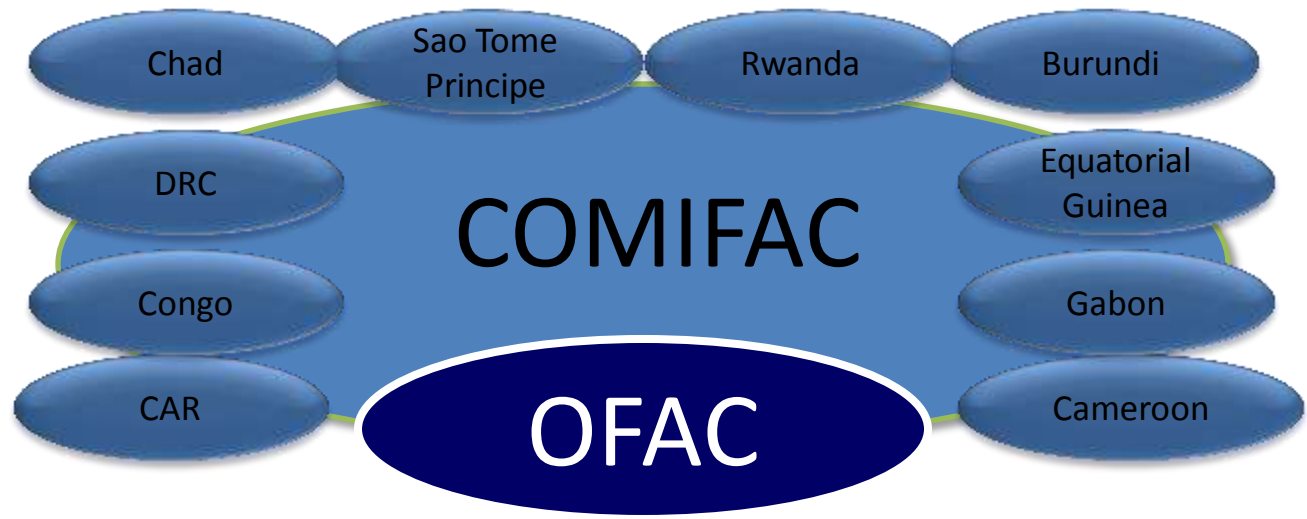 Chad
Sao Tome
Principe
Rwanda
Burundi
DRC
Equatorial
Guinea
COMIFAC
Congo
Gabon
CAR
OFAC
Cameroon